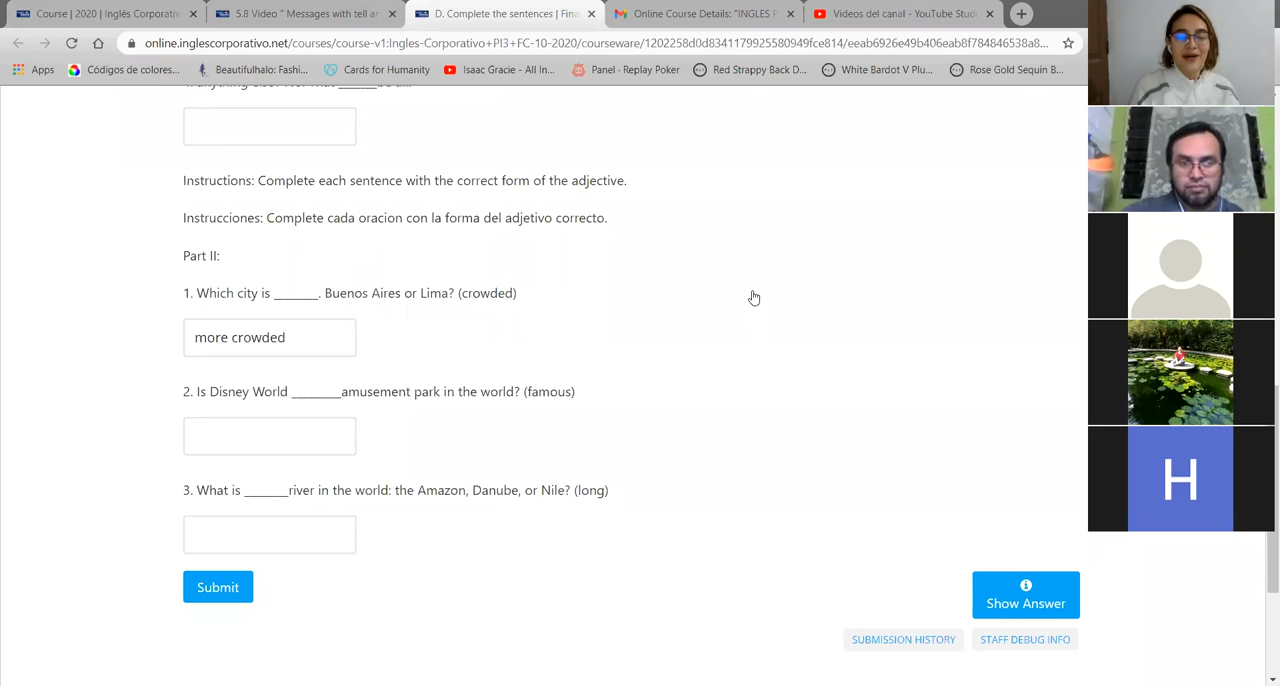 Course | 2020 | Inglés Corporativ
5.8 Video " Messages with tell an
D. Complete the sentences | Fina
Online Course Details: "INGLES P
Videos del canal - YouTube Studi
online.inglescorporativo.net/courses/course-v1:Ingles-Corporativo+PI3+FC-10-2020/courseware/1202258d0d8341179925580949fce814/eeab6926e49b406eab8f784846538a8...
Apps
Códigos de colores...
Beautifulhalo: Fashi...
Cards for Humanity
Isaac Gracie - All In...
Panel · Replay Poker
Red Strappy Back D...
White Bardot V Plu...
Rose Gold Sequin B...
Instructions: Complete each sentence with the correct form of the adjective.
Instrucciones: Complete cada oracion con la forma del adjetivo correcto.
Part II:
1. Which city is _______. Buenos Aires or Lima? (crowded)
more crowded
2. Is Disney World ________amusement park in the world? (famous)
3. What is _______river in the world: the Amazon, Danube, or Nile? (long)
Submit
Show Answer
SUBMISSION HISTORY
STAFF DEBUG INFO
H